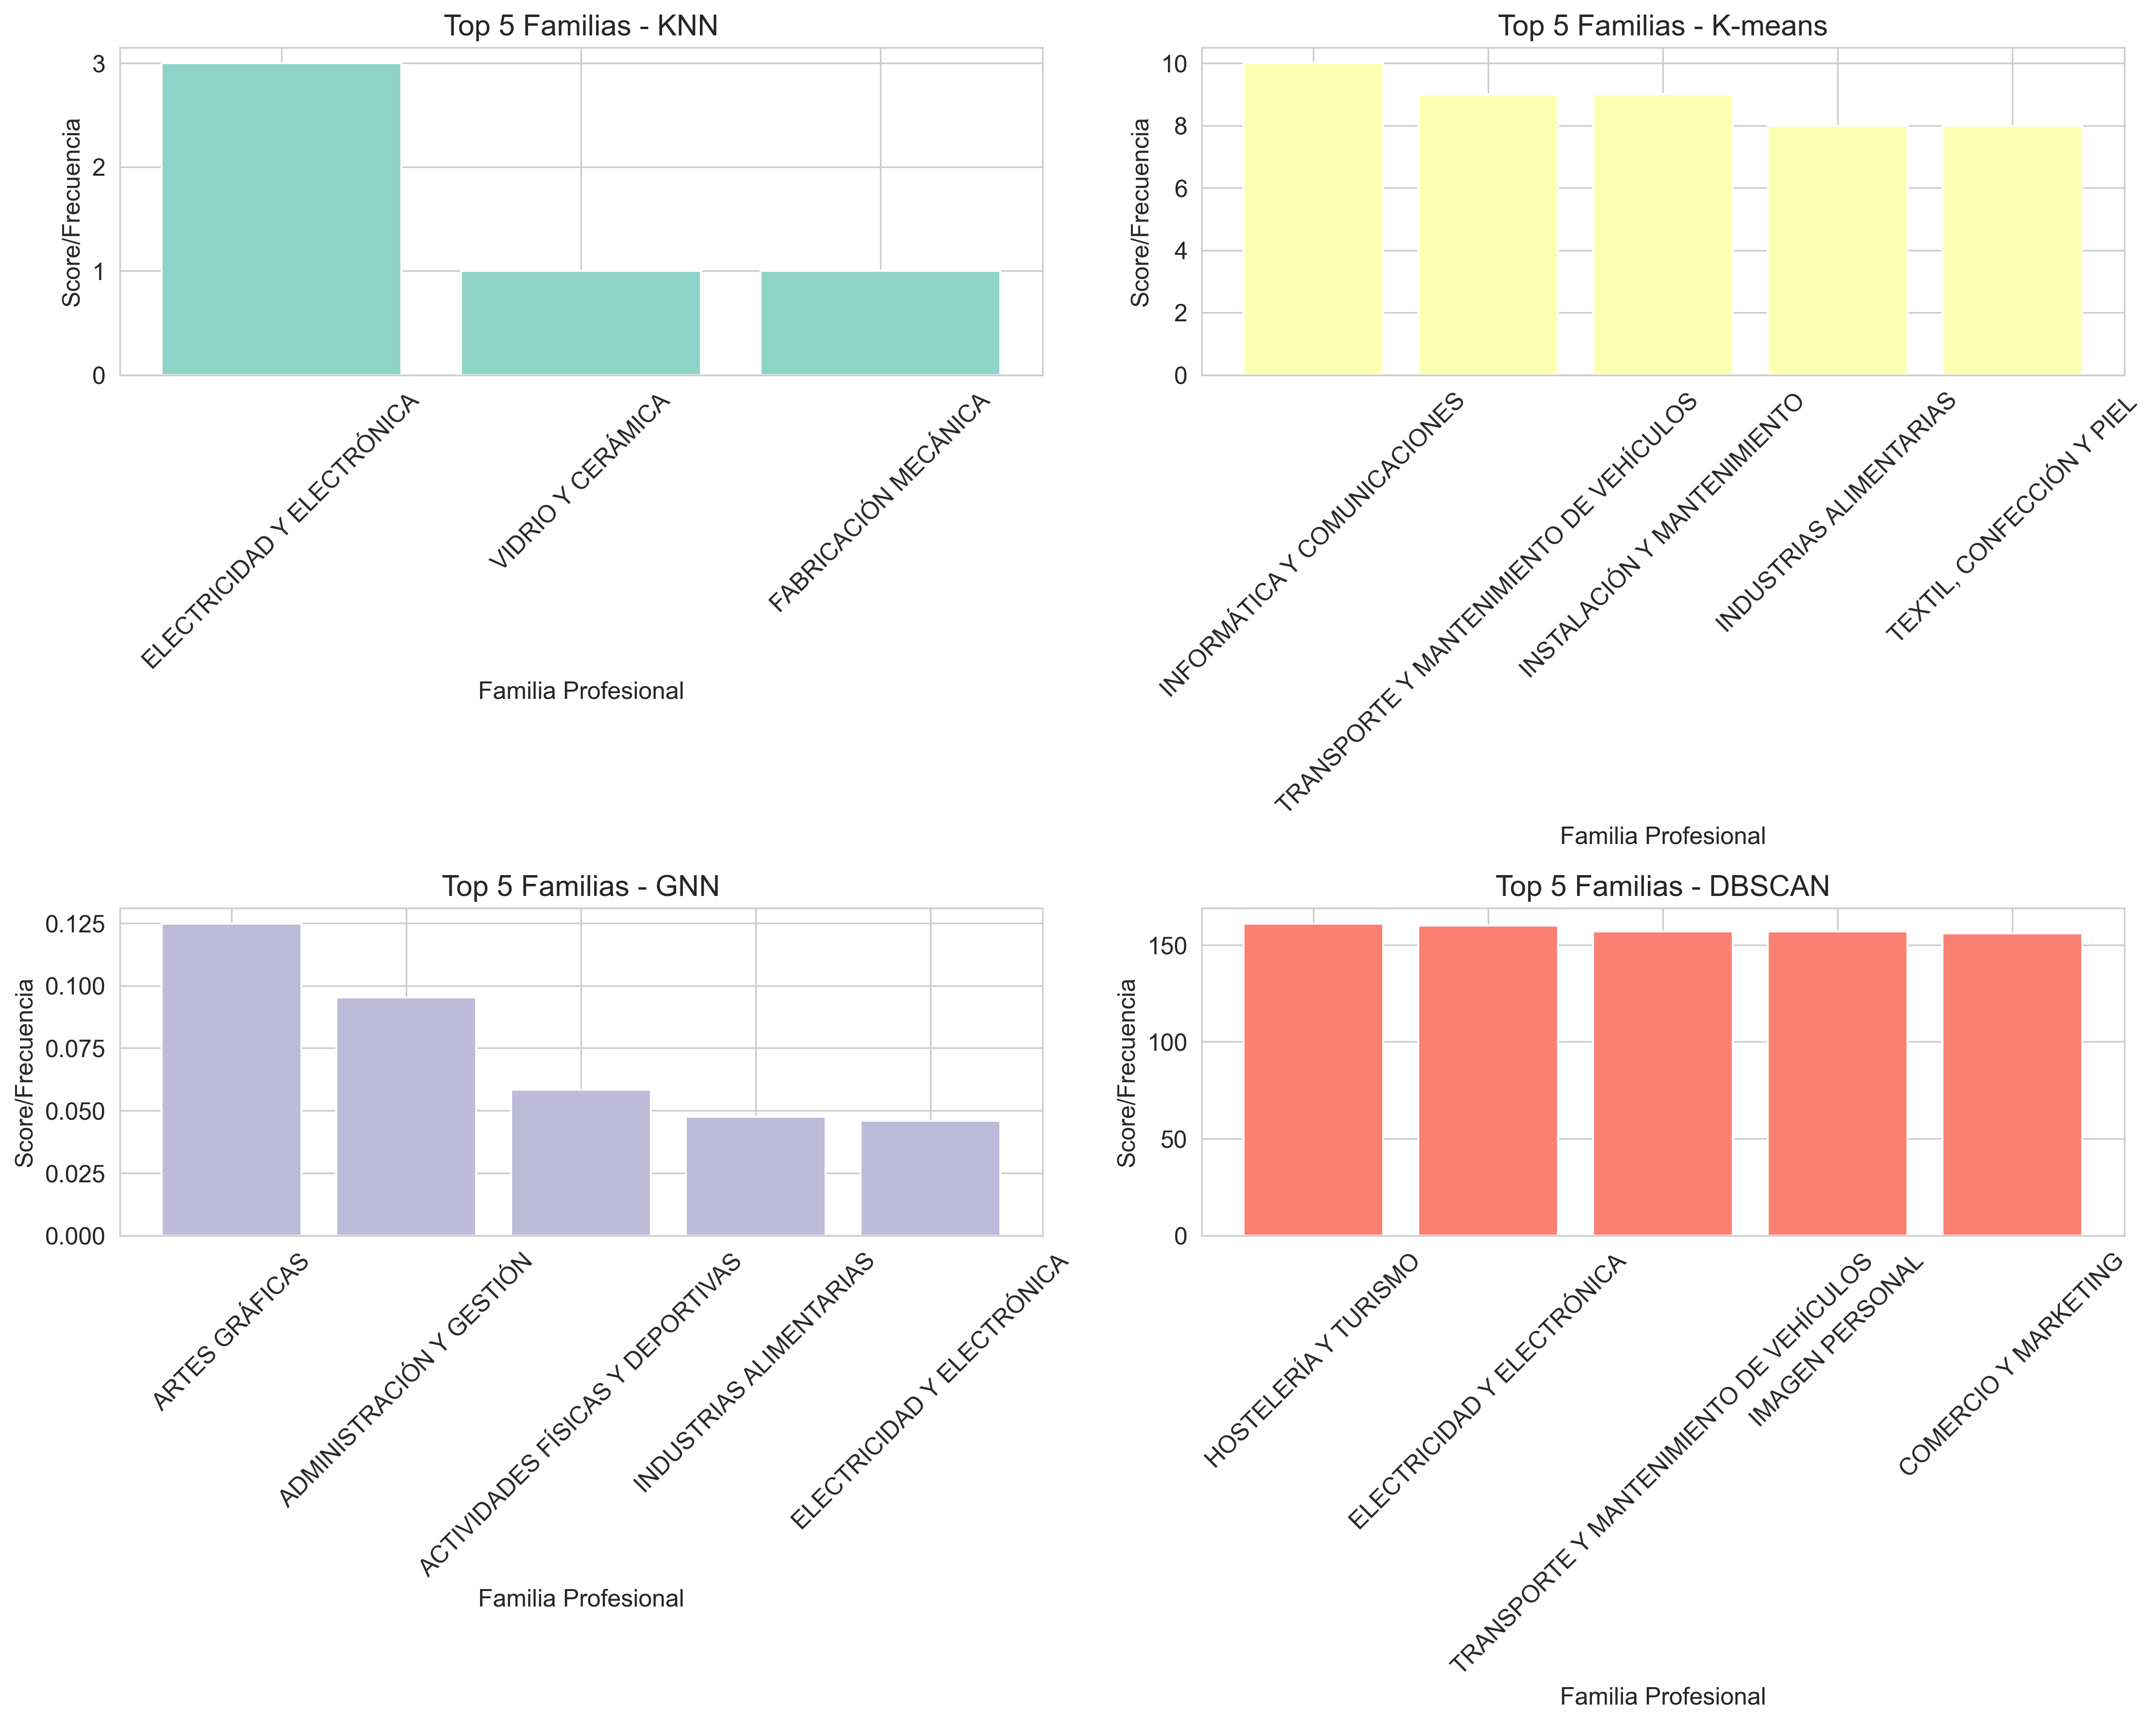 Top 5 Familias - KNN
Score/Frecuencia
3
2
1
0
ELECTRICIDAD Y ELECTRÓNICA
VIDRIO Y CERÁMICA
FABRICACIÓN MECÁNICA
Familia Profesional
Top 5 Familias - K-means
Score/Frecuencia
10
8
6
4
2
0
INFORMÁTICA Y COMUNICACIONES
TRANSPORTE Y MANTENIMIENTO DE VEHÍCULOS
INSTALACIÓN Y MANTENIMIENTO
INDUSTRIAS ALIMENTARIAS
TEXTIL, CONFECCIÓN Y PIEL
Familia Profesional
Top 5 Familias - GNN
Score/Frecuencia
0.125
0.100
0.075
0.050
0.025
0.000
ARTES GRÁFICAS
ADMINISTRACIÓN Y GESTIÓN
ACTIVIDADES FÍSICAS Y DEPORTIVAS
INDUSTRIAS ALIMENTARIAS
ELECTRICIDAD Y ELECTRÓNICA
Familia Profesional
Top 5 Familias - DBSCAN
Score/Frecuencia
150
100
50
0
HOSTELERÍA Y TURISMO
ELECTRICIDAD Y ELECTRÓNICA
TRANSPORTE Y MANTENIMIENTO DE VEHÍCULOS
IMAGEN PERSONAL
COMERCIO Y MARKETING
Familia Profesional